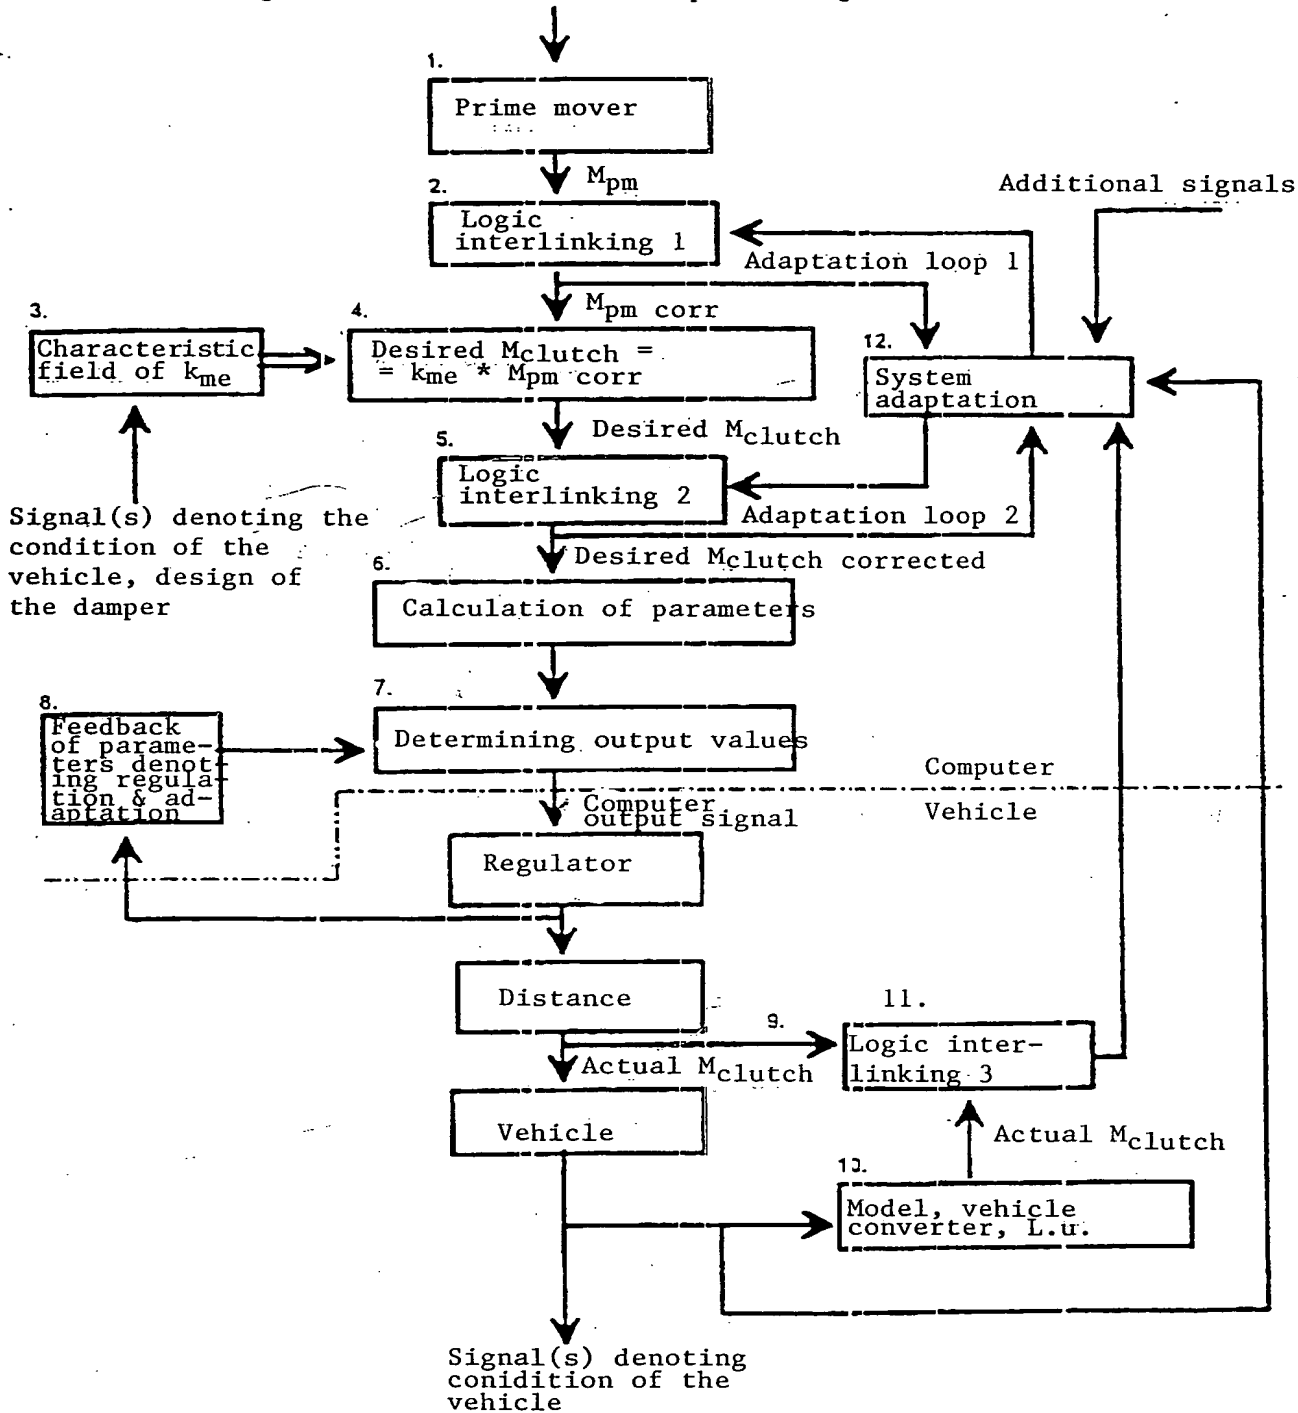 1.
Prime mover
Mpm
2.
Logic
interlinking 1
Additional signals
Adaptation loop 1
Mpm corr
3.
Characteristic
field of kme
4.
Desired Mclutch =
= kme * Mpm corr
12.
System
adaptation
Desired Mclutch
5.
Logic
interlinking 2
Adaptation loop 2
Signal(s) denoting the
condition of the
vehicle, design of
the damper
Desired Mclutch corrected
6.
Calculation of parameters
7.
Determining output values
8.
Feedback
of parame-
ters denot-
ing regula-
tion & ad-
aptation
Computer
Vehicle
Computer
output signal
Regulator
Distance
9.
11.
Logic inter-
linking 3
Actual Mclutch
Vehicle
Actual Mclutch
10.
Model, vehicle
converter, L.u.
Signal(s) denoting
conidition of the
vehicle